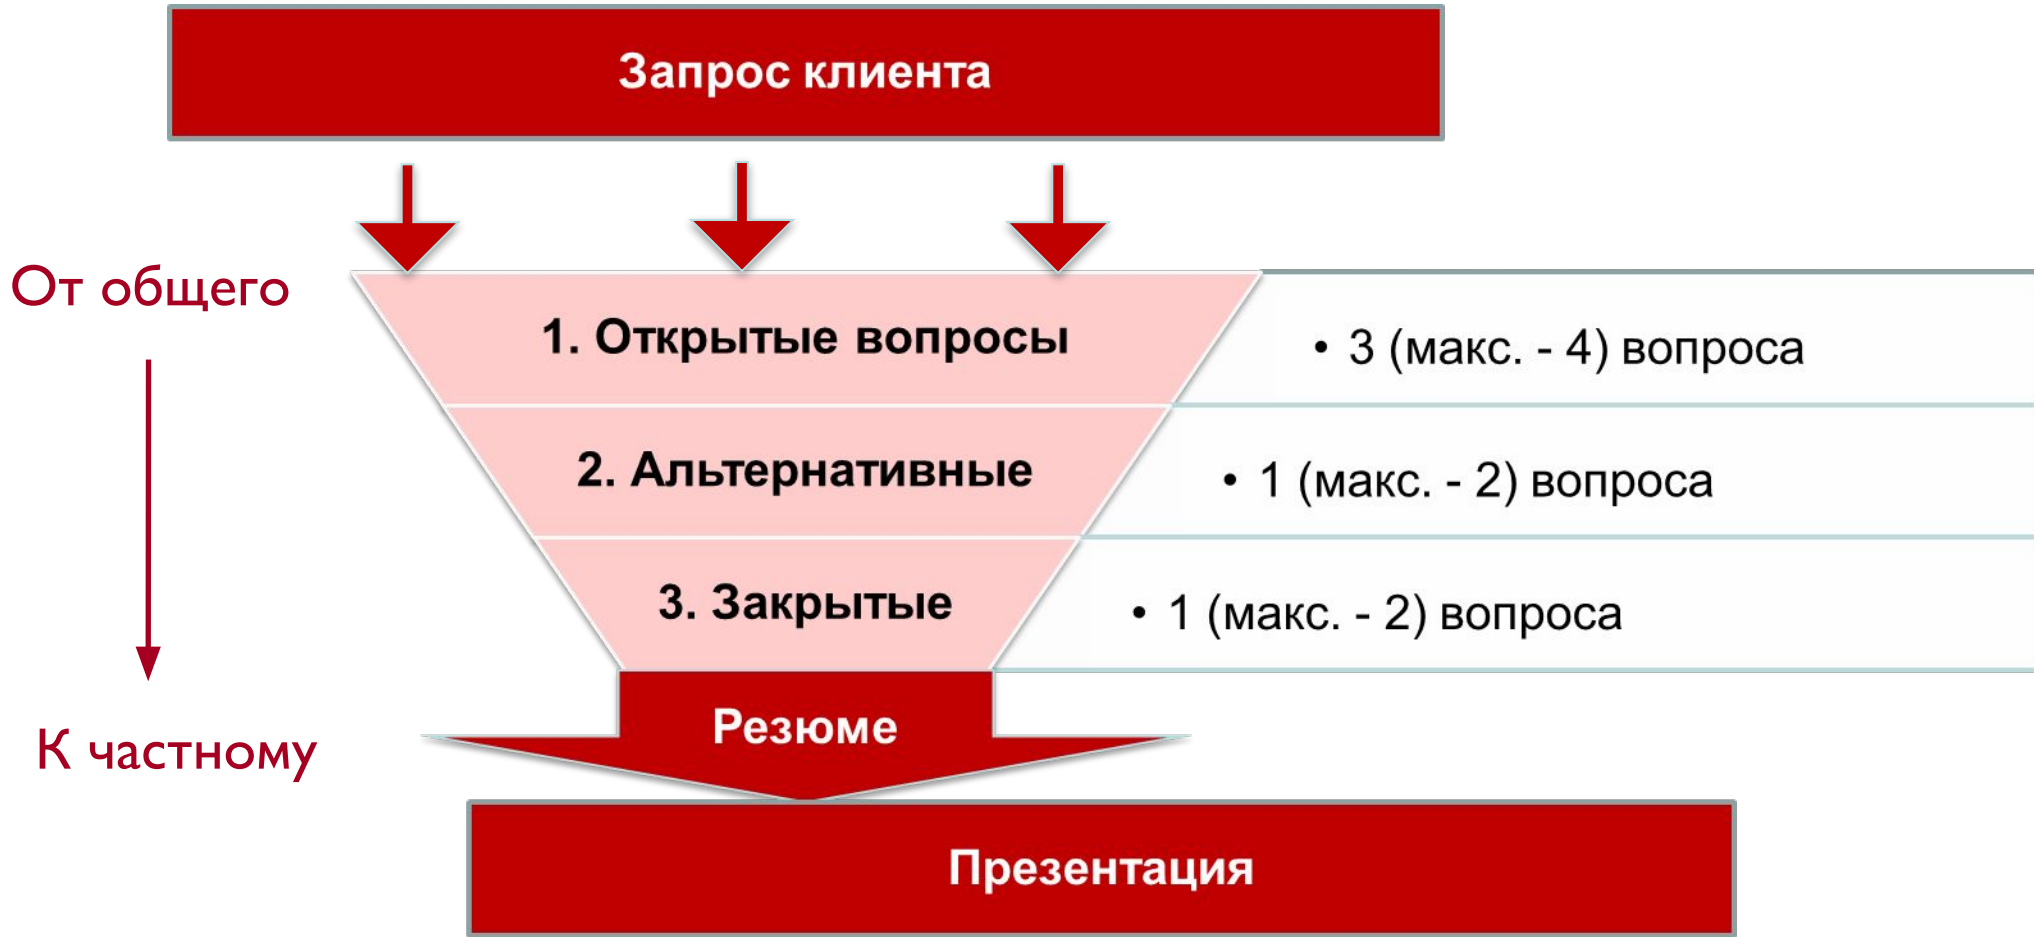 Запрос клиента
От общего
1. Открытые вопросы
• 3 (макс. - 4) вопроса
2. Альтернативные
• 1 (макс. - 2) вопроса
3. Закрытые
• 1 (макс. - 2) вопроса
К частному
Резюме
Презентация